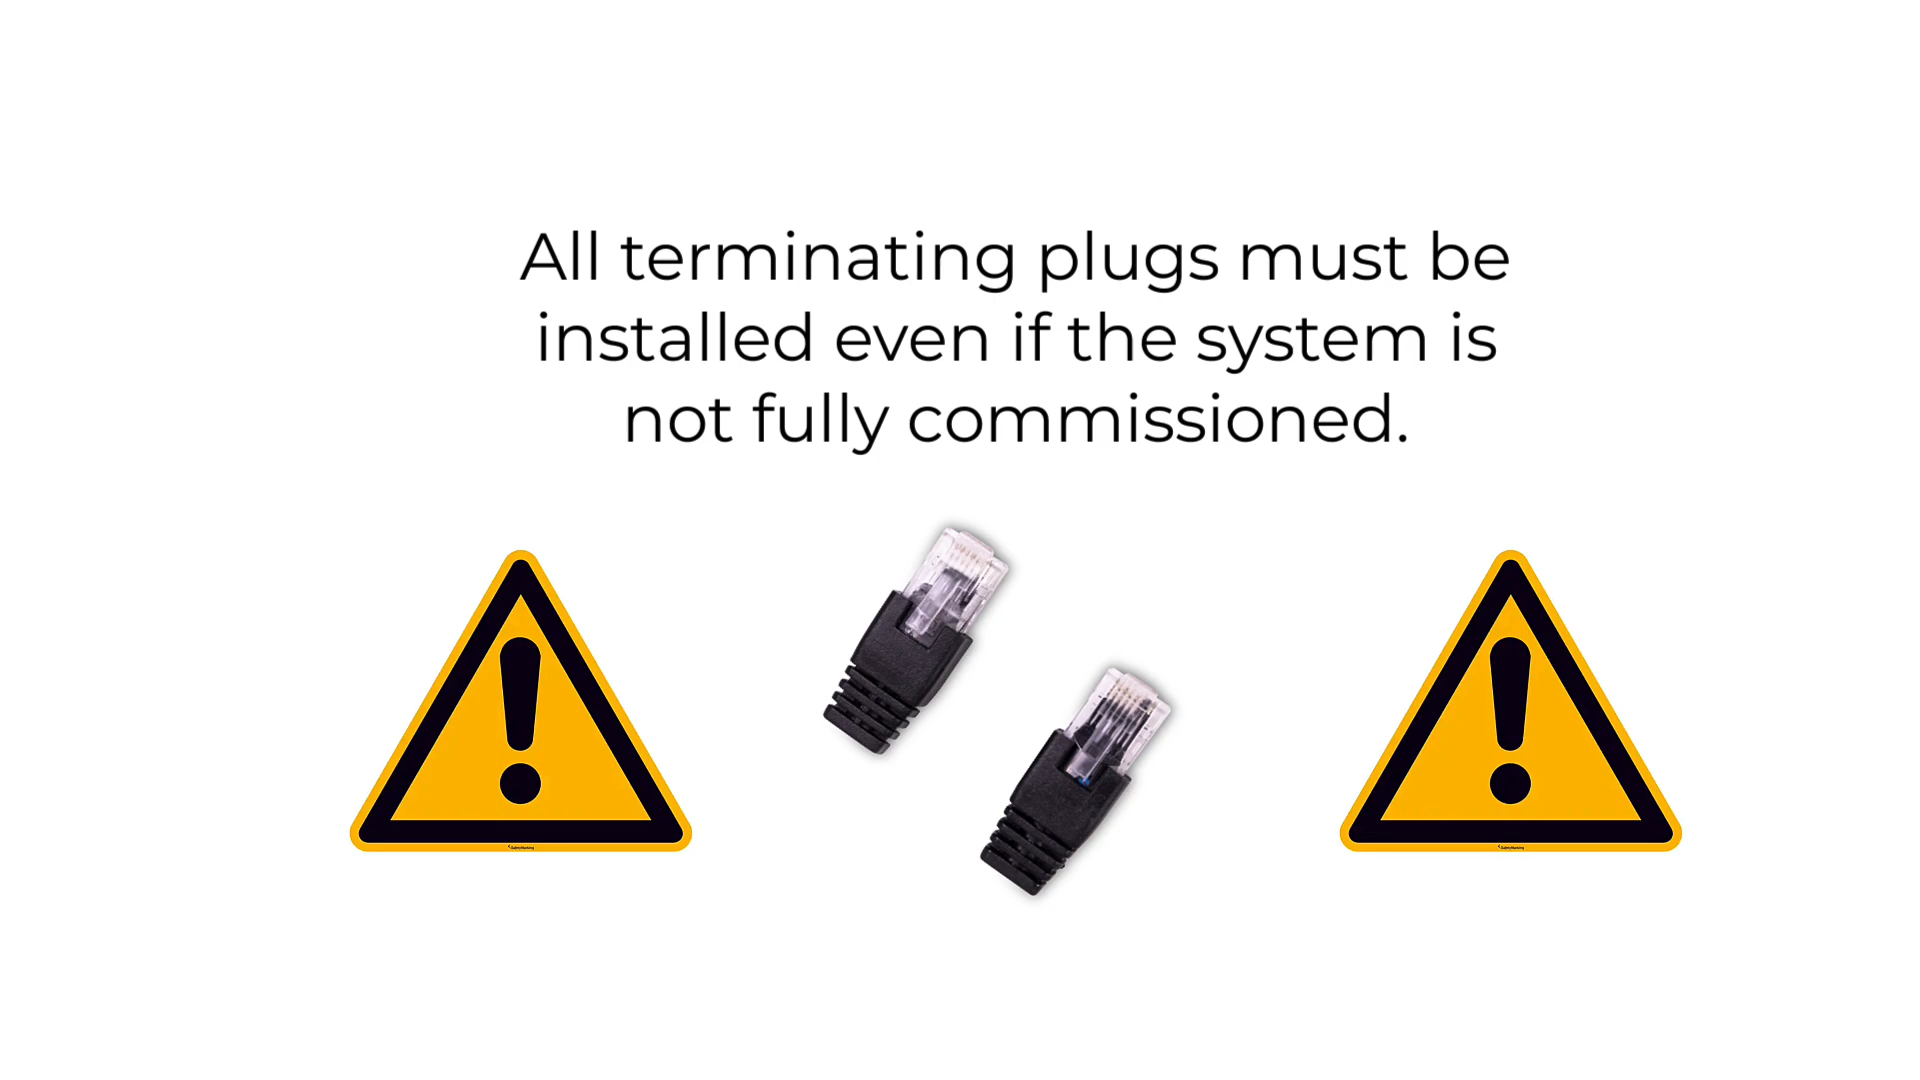 All terminating plugs must be
installed even if the system is
not fully commissioned.